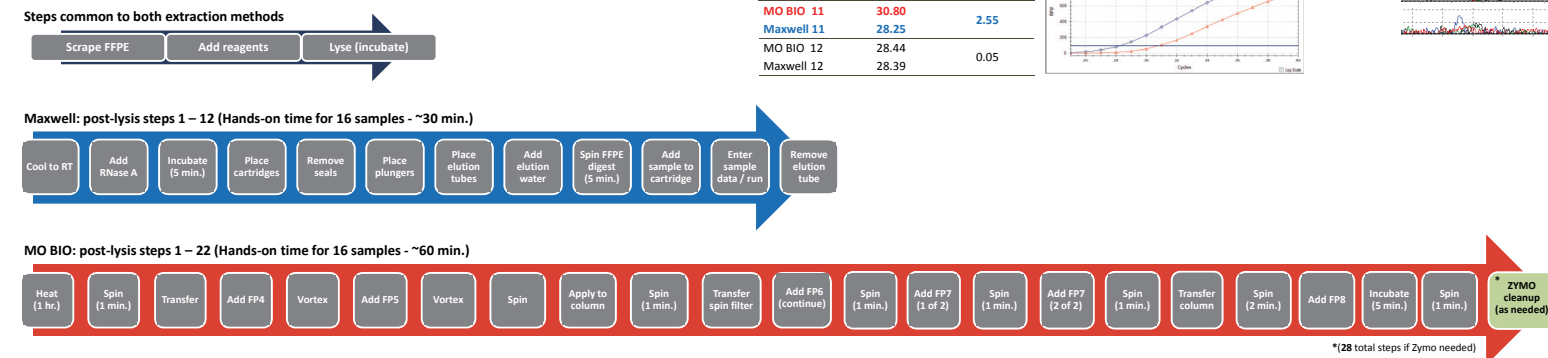 Steps common to both extraction methods
Scrape FFPE
Add reagents
Lyse (incubate)
MO BIO 11 30.80
2.55
Maxwell 11 28.25
MO BIO 12 28.44
0.05
Maxwell 12 28.39
RFU
600
400
200
0
Cycles
Log Scale
Maxwell: post-lysis steps 1 – 12 (Hands-on time for 16 samples - ~30 min.)
Cool to RT
Add
RNase A
Incubate
(5 min.)
Place
cartridges
Remove
seals
Place
plungers
Place
elution
tubes
Add
elution
water
Spin FFPE
digest
(5 min.)
Add
sample to
cartridge
Enter
sample
data / run
Remove
elution
tube
MO BIO: post-lysis steps 1 – 22 (Hands-on time for 16 samples - ~60 min.)
Heat
(1 hr.)
Spin
(1 min.)
Transfer
Add FP4
Vortex
Add FP5
Vortex
Spin
Apply to
column
Spin
(1 min.)
Transfer
spin filter
Add FP6
(continue)
Spin
(1 min.)
Add FP7
(1 of 2)
Spin
(1 min.)
Add FP7
(2 of 2)
Spin
(1 min.)
Transfer
column
Spin
(2 min.)
Add FP8
Incubate
(5 min.)
Spin
(1 min.)
*
ZYMO
cleanup
(as needed)
*(28 total steps if Zymo needed)